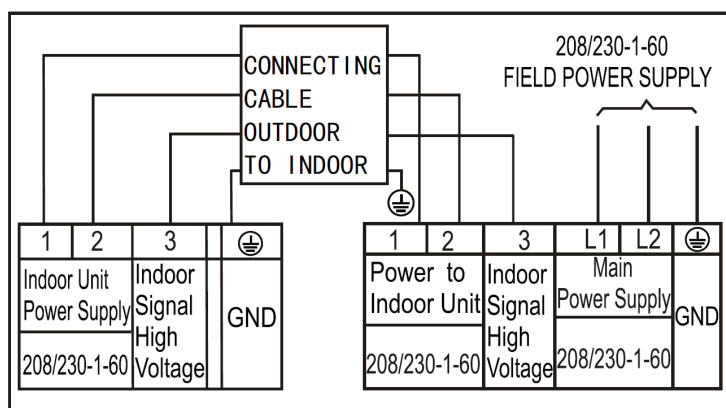 CONNECTING
CABLE
OUTDOOR
TO INDOOR
208/230-1-60
FIELD POWER SUPPLY
1 2 3
Indoor Unit
Power Supply
208/230-1-60
Indoor
Signal
High
Voltage
GND
1 2 3 L1 L2
Power to
Indoor Unit
208/230-1-60
Indoor
Signal
High
Voltage
Main
Power Supply
208/230-1-60
GND